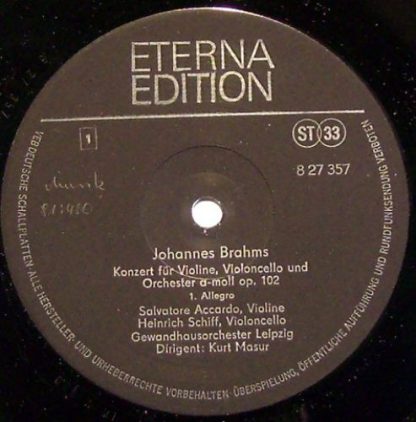 ETERNA
EDITION
1
ST 33
8 27 357
Johannes Brahms
Konzert für Violine, Violoncello und
Orchester a-moll op. 102
1. Allegro
Salvatore Accardo, Violine
Heinrich Schiff, Violoncello
Gewandhausorchester Leipzig
Dirigent: Kurt Masur
VEB DEUTSCHE SCHALLPLATTEN · ALLE HERSTELLER UND URHEBERRECHTE VORBEHALTEN · ÜBERSPIELUNG, ÖFFENTLICHE AUFFÜHRUNG UND RUNDFUNKSENDUNG VERBOTEN